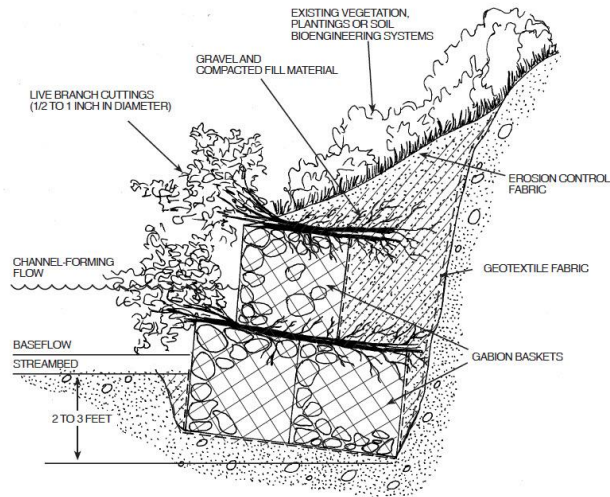 EXISTING VEGETATION,
PLANTINGS OR SOIL
BIOENGINEERING SYSTEMS
GRAVEL AND
COMPACTED FILL MATERIAL
LIVE BRANCH CUTTINGS
(1/2 TO 1 INCH IN DIAMETER)
EROSION CONTROL
FABRIC
CHANNEL-FORMING
FLOW
GEOTEXTILE FABRIC
BASEFLOW
GABION BASKETS
STREAMBED
2 TO 3 FEET